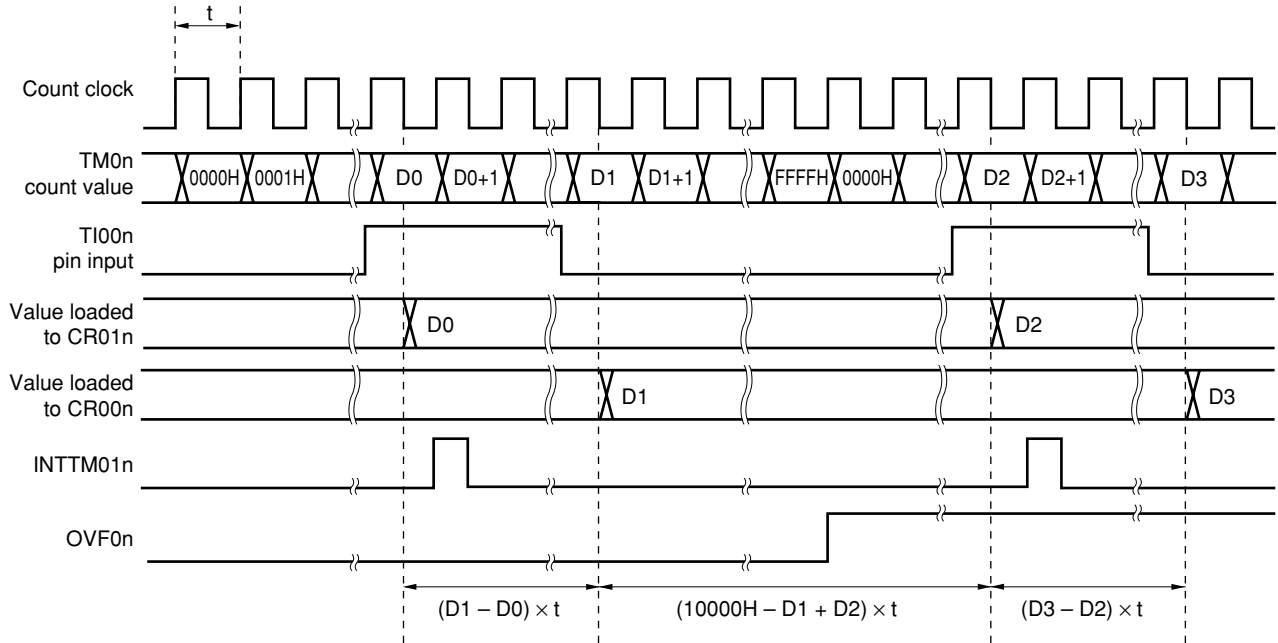 t
Count clock
TM0n
count value
0000H 0001H D0 D0+1 D1 D1+1 FFFFH 0000H D2 D2+1 D3
TI00n
pin input
Value loaded
to CR01n
D0 D2
Value loaded
to CR00n
D1 D3
INTTM01n
OVF0n
(D1 – D0) × t (10000H – D1 + D2) × t (D3 – D2) × t